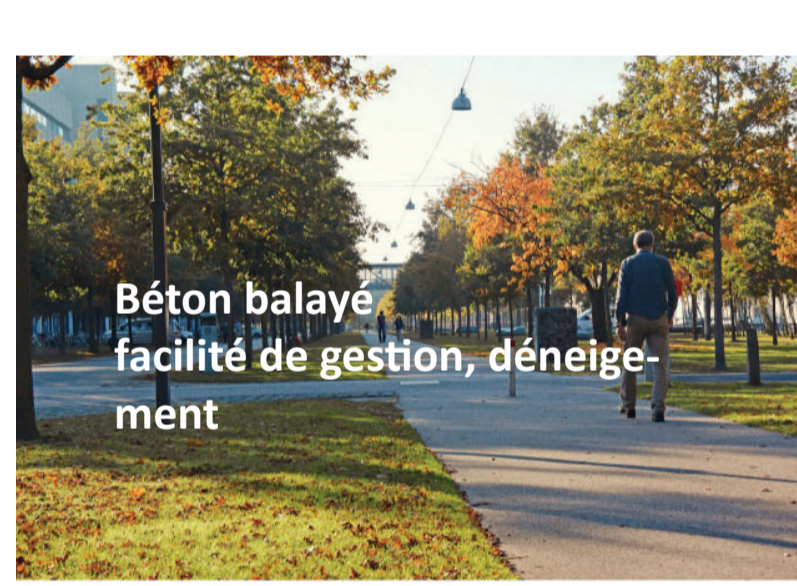 Béton balayé
facilité de gestion, déneige-
ment